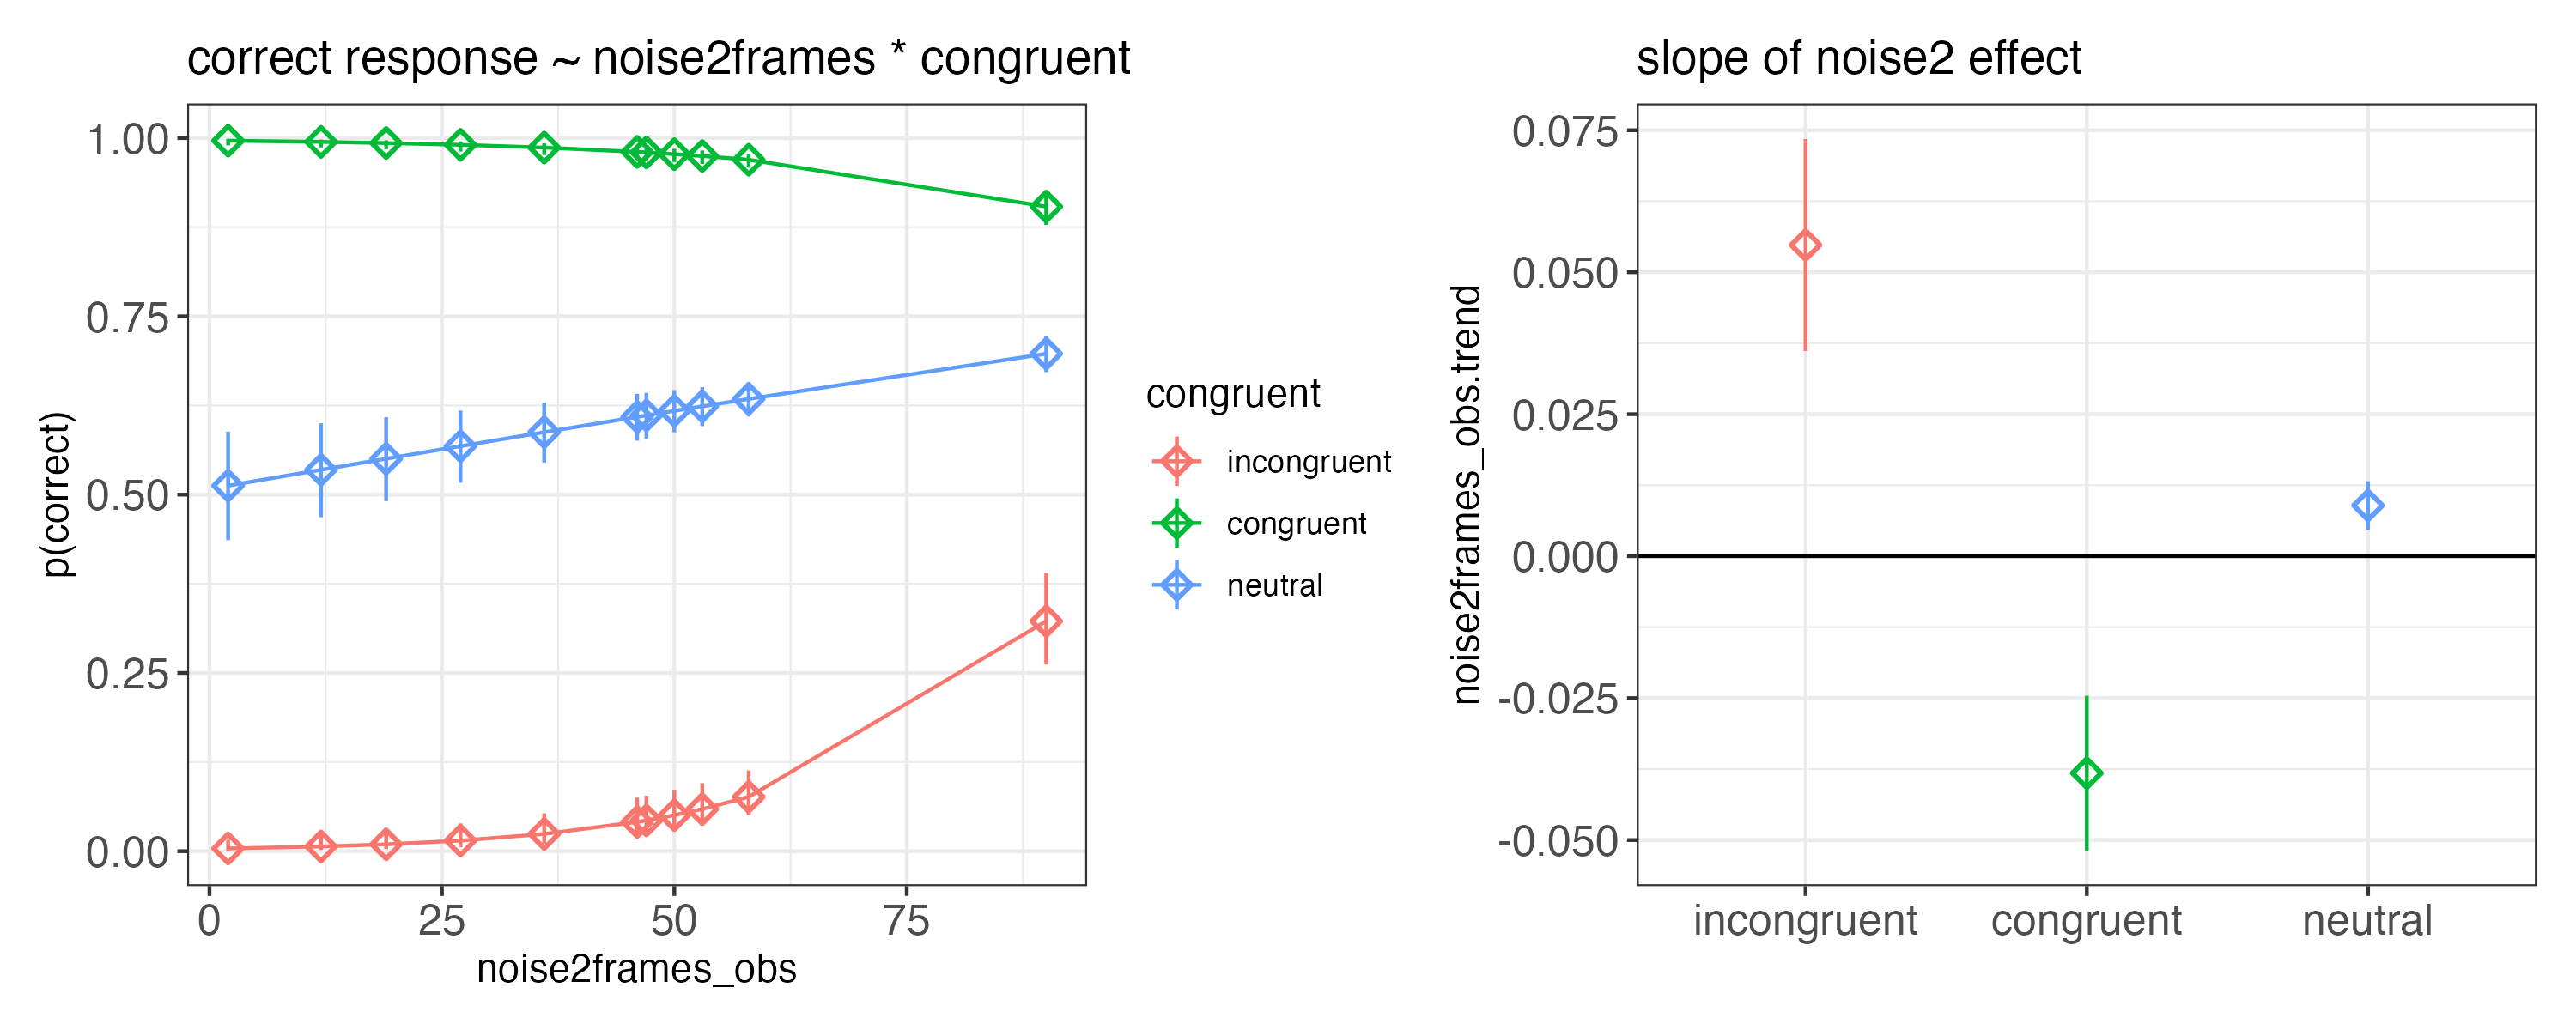 correct response ~ noise2frames * congruent
p(correct)
1.00
0.75
0.50
0.25
0.00
0 25 50 75
noise2frames_obs
congruent
incongruent
congruent
neutral
slope of noise2 effect
noise2frames_obs.trend
0.075
0.050
0.025
0.000
-0.025
-0.050
incongruent congruent neutral